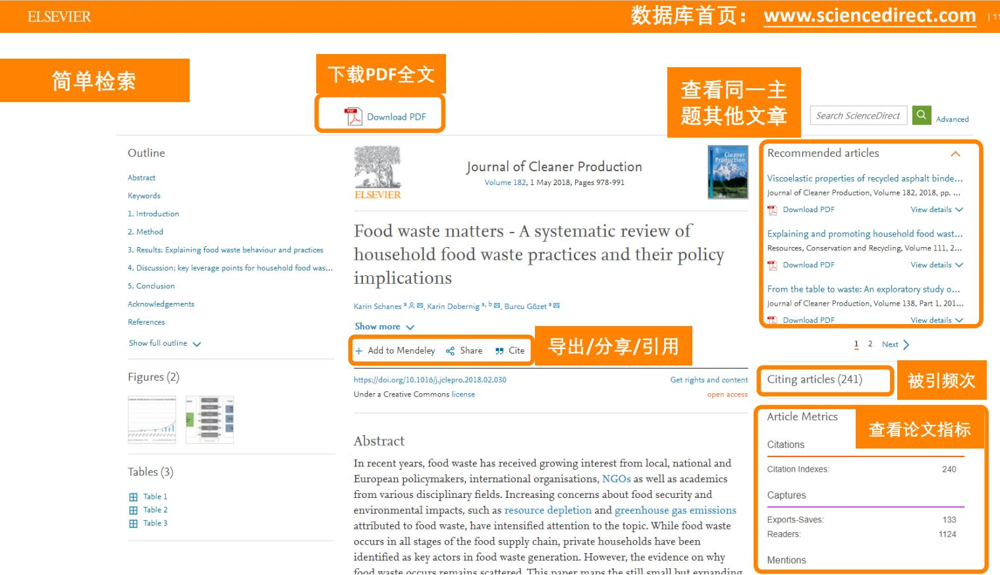 ELSEVIER
数据库首页： www.sciencedirect.com
简单检索
下载PDF全文
Download PDF
查看同一主
题其他文章
Search ScienceDirect
Advanced
Outline
Abstract
Keywords
1. Introduction
2. Method
3. Results: Explaining food waste behaviour and practices
4. Discussion: key leverage points for household food was...
5. Conclusion
Acknowledgements
References
Show full outline
Figures (2)
Tables (3)
Table 1
Table 2
Table 3
ELSEVIER
Journal of Cleaner Production
Volume 182, 1 May 2018, Pages 978-991
Cleaner
Production
Food waste matters - A systematic review of
household food waste practices and their policy
implications
Karin Schanes a, Karin Dobernig a, b, Burcu Gözet a
Show more
+ Add to Mendeley Share Cite
导出/分享/引用
https://doi.org/10.1016/j.jclepro.2018.02.030
Get rights and content
Under a Creative Commons license
open access
Abstract
In recent years, food waste has received growing interest from local, national and
European policymakers, international organisations, NGOs as well as academics
from various disciplinary fields. Increasing concerns about food security and
environmental impacts, such as resource depletion and greenhouse gas emissions
attributed to food waste, have intensified attention to the topic. While food waste
occurs in all stages of the food supply chain, private households have been
identified as key actors in food waste generation. However, the evidence on why
food waste occurs remains scattered. This paper maps the still small but expanding
Recommended articles
Viscoelastic properties of recycled asphalt binde...
Journal of Cleaner Production, Volume 182, 2018, pp. ...
Download PDF View details
Explaining and promoting household food wast...
Resources, Conservation and Recycling, Volume 111, 2...
Download PDF View details
From the table to waste: An exploratory study o...
Journal of Cleaner Production, Volume 138, Part 1, 201...
Download PDF View details
1 2 Next
Citing articles (241)
被引频次
Article Metrics
查看论文指标
Citations
Citation Indexes: 240
Captures
Exports-Saves: 133
Readers: 1124
Mentions